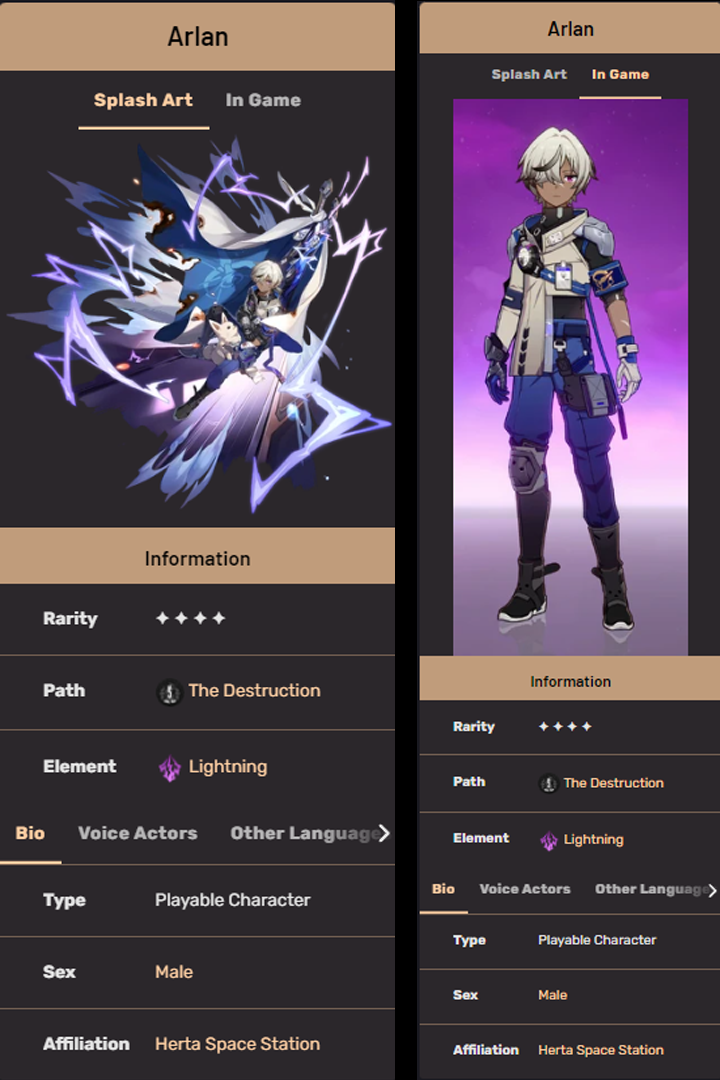 Arlan
Splash Art In Game
Information
Rarity
Path The Destruction
Element Lightning
Bio Voice Actors Other Language
Type Playable Character
Sex Male
Affiliation Herta Space Station
Arlan
Splash Art In Game
Information
Rarity
Path The Destruction
Element Lightning
Bio Voice Actors Other Language
Type Playable Character
Sex Male
Affiliation Herta Space Station